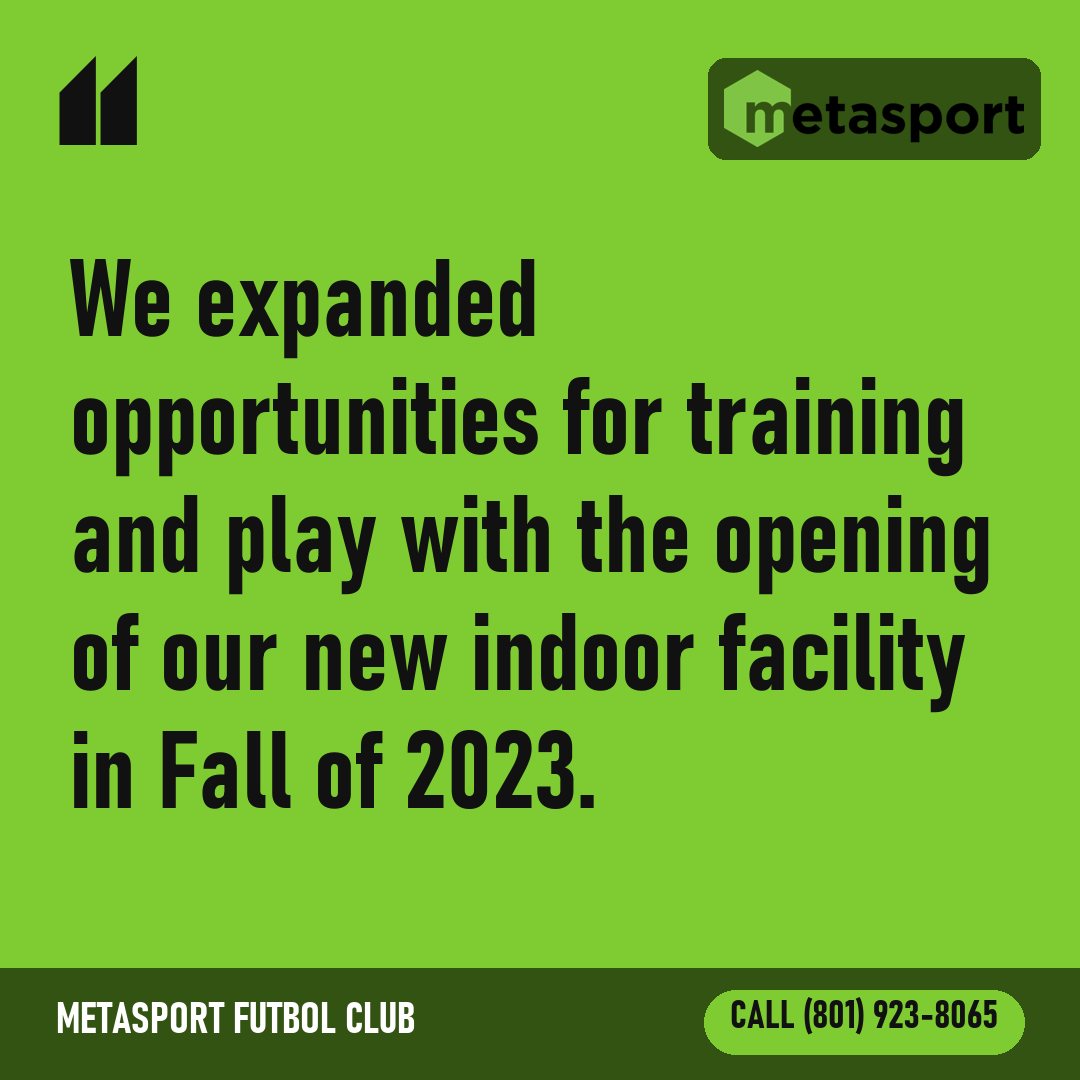 metasport
We expanded
opportunities for training
and play with the opening
of our new indoor facility
in Fall of 2023.
METASPORT FUTBOL CLUB
CALL (801) 923-8065